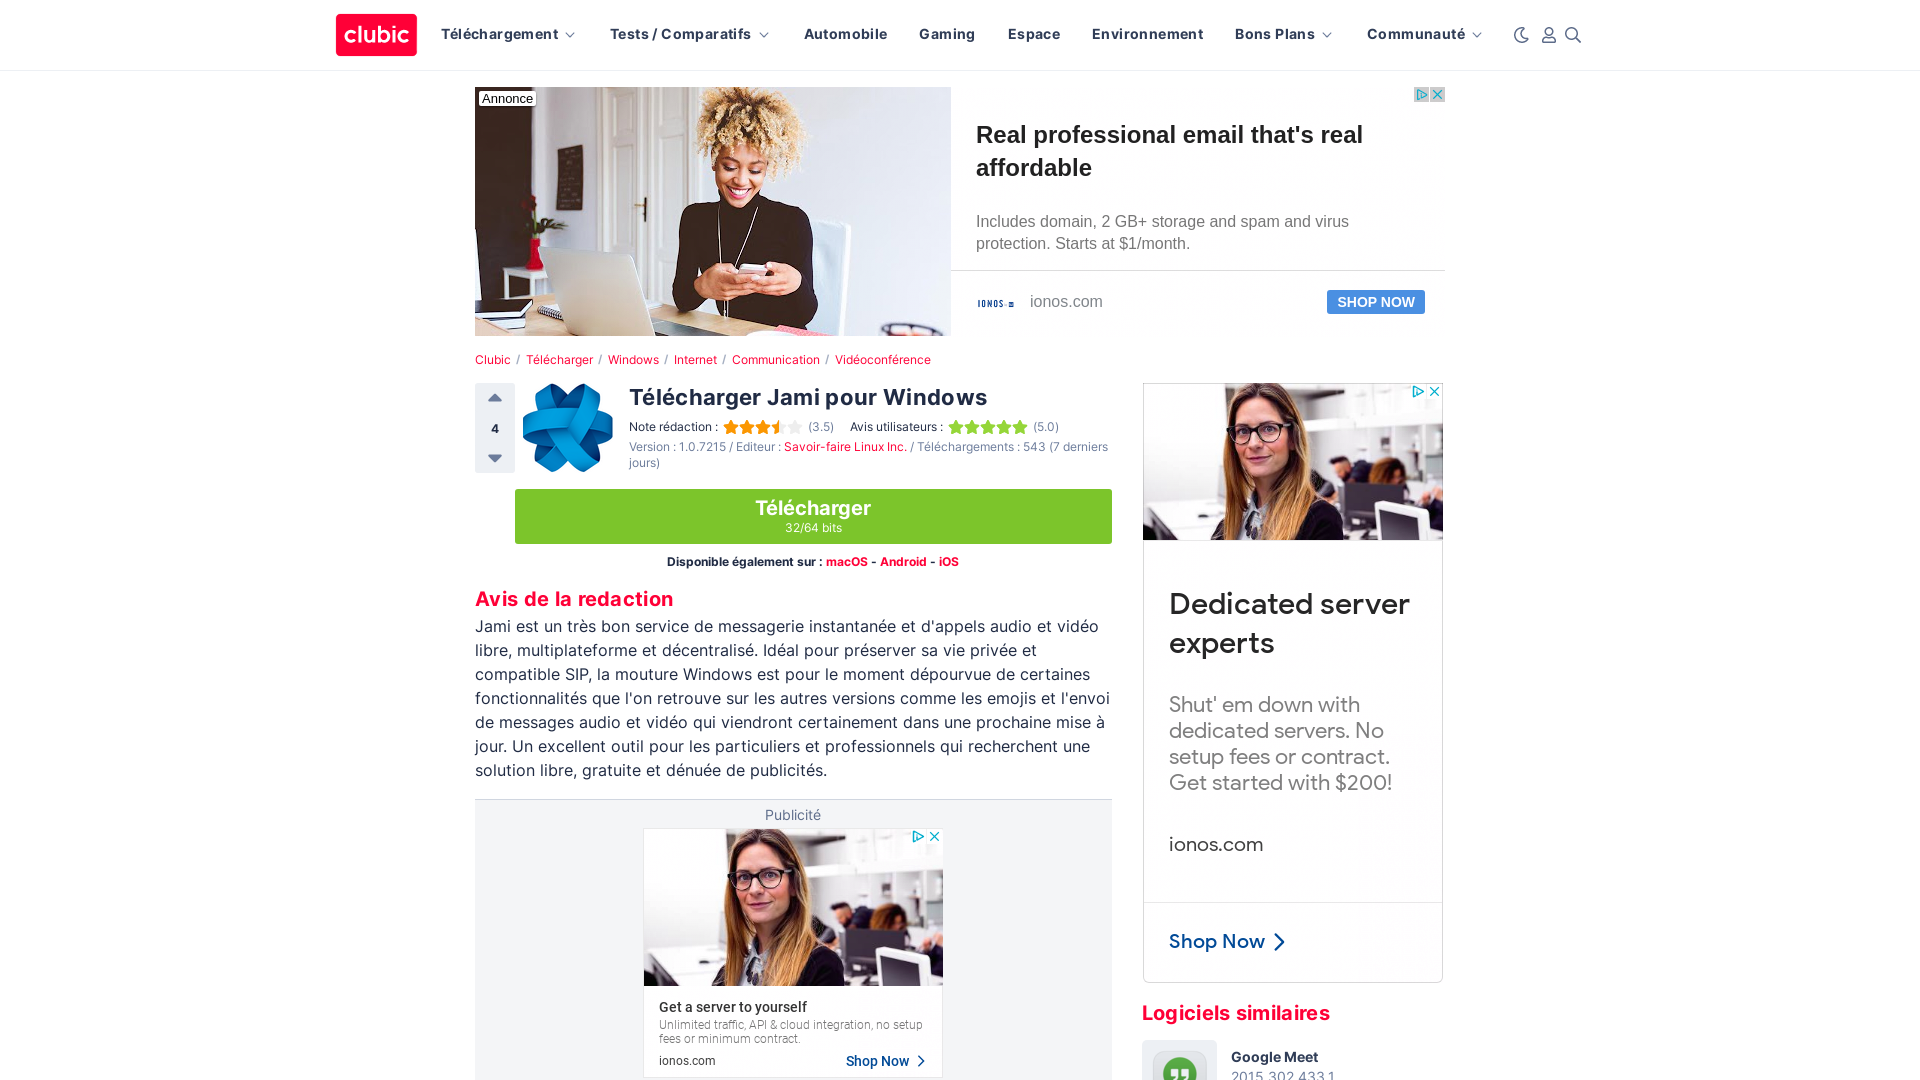 clubic
Téléchargement
Tests / Comparatifs
Automobile
Gaming
Espace
Environnement
Bons Plans
Communauté
Annonce
Real professional email that's real
affordable
Includes domain, 2 GB+ storage and spam and virus
protection. Starts at $1/month.
IONOS
ionos.com
SHOP NOW
Clubic / Télécharger / Windows / Internet / Communication / Vidéoconférence
4
Télécharger Jami pour Windows
Note rédaction : (3.5) Avis utilisateurs : (5.0)
Version : 1.0.7215 / Editeur : Savoir-faire Linux Inc. / Téléchargements : 543 (7 derniers
jours)
Télécharger
32/64 bits
Disponible également sur : macOS - Android - iOS
Avis de la redaction
Jami est un très bon service de messagerie instantanée et d'appels audio et vidéo
libre, multiplateforme et décentralisé. Idéal pour préserver sa vie privée et
compatible SIP, la mouture Windows est pour le moment dépourvue de certaines
fonctionnalités que l'on retrouve sur les autres versions comme les emojis et l'envoi
de messages audio et vidéo qui viendront certainement dans une prochaine mise à
jour. Un excellent outil pour les particuliers et professionnels qui recherchent une
solution libre, gratuite et dénuée de publicités.
Publicité
Get a server to yourself
Unlimited traffic, API & cloud integration, no setup
fees or minimum contract.
ionos.com
Shop Now
Dedicated server
experts
Shut' em down with
dedicated servers. No
setup fees or contract.
Get started with $200!
ionos.com
Shop Now
Logiciels similaires
Google Meet
2015.302.433.1